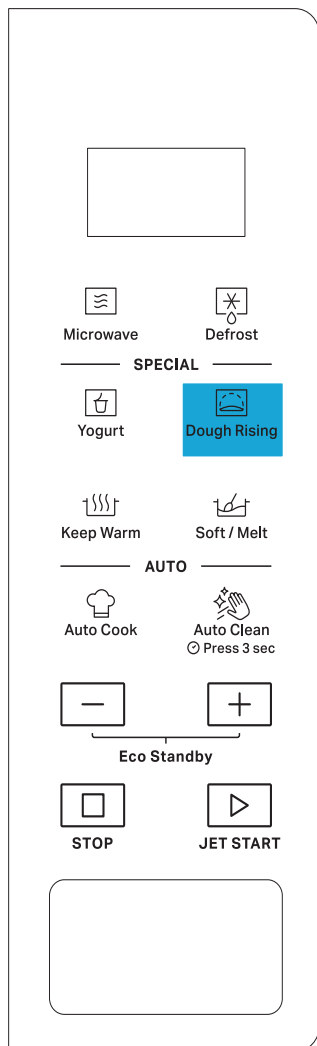 Microwave Defrost
SPECIAL
Yogurt Dough Rising
Keep Warm Soft / Melt
AUTO
Auto Cook Auto Clean
Press 3 sec
Eco Standby
STOP JET START